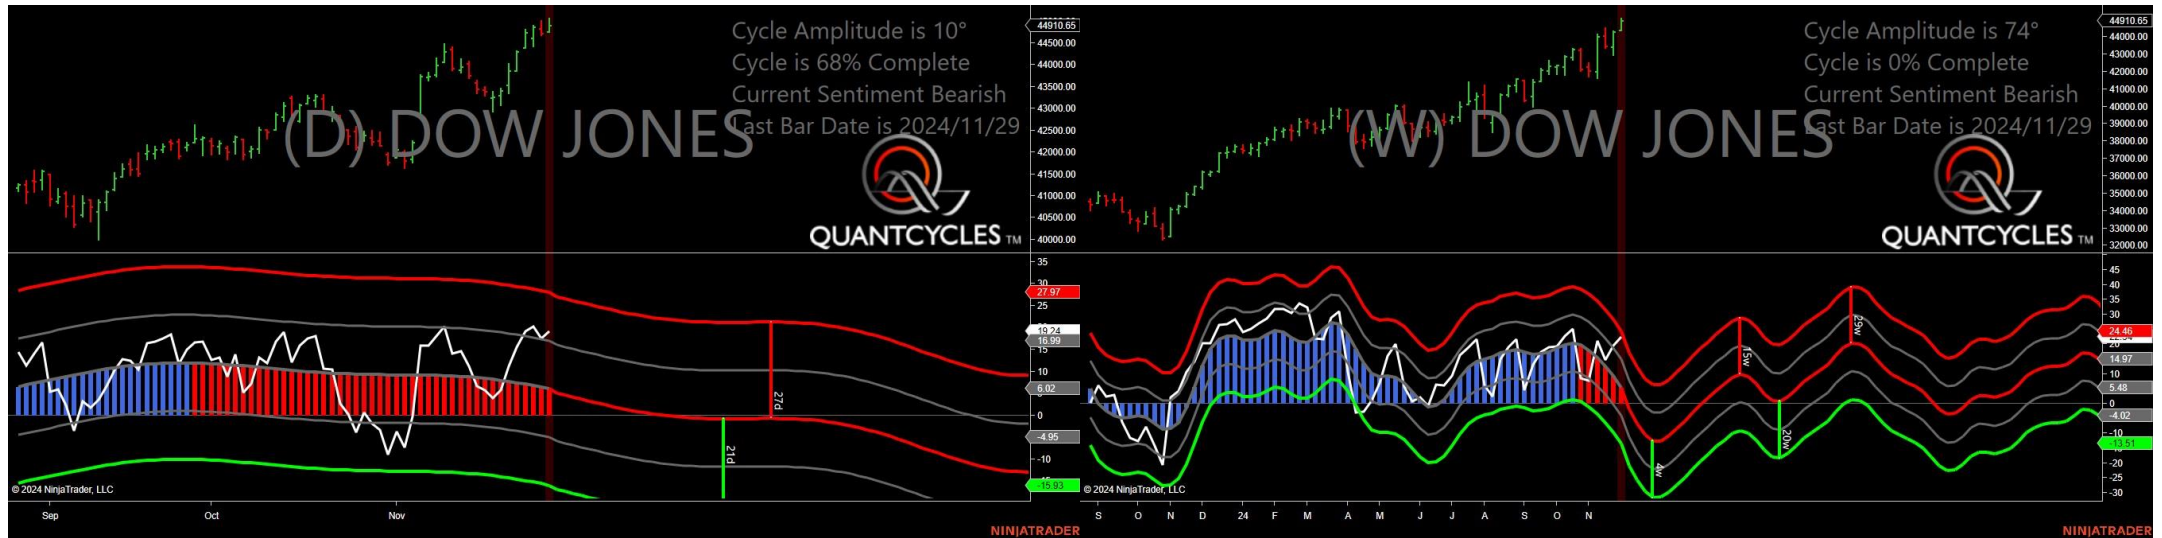 Cycle Amplitude is 10°
Cycle is 68% Complete
Current Sentiment Bearish
Last Bar Date is 2024/11/29
(D) DOW JONES
QUANTCYCLES TM
44910.65
44500.00
44000.00
43500.00
43000.00
42500.00
42000.00
41500.00
41000.00
40500.00
40000.00
35
30
27.97
25
19.24
16.99
15
10
6.02
5
0
-4.95
-10
-15.93
27d
21d
© 2024 NinjaTrader, LLC
Sep Oct Nov
NINJATRADER
Cycle Amplitude is 74°
Cycle is 0% Complete
Current Sentiment Bearish
Last Bar Date is 2024/11/29
(W) DOW JONES
QUANTCYCLES TM
44910.65
44000.00
43000.00
42000.00
41000.00
40000.00
39000.00
38000.00
37000.00
36000.00
35000.00
34000.00
33000.00
32000.00
45
40
35
30
24.46
20
14.97
10
5.48
0
-4.02
-10
-13.51
-20
-25
-30
15w
29w
20w
4w
© 2024 NinjaTrader, LLC
S O N D 24 F M A M J J A S O N
NINJATRADER